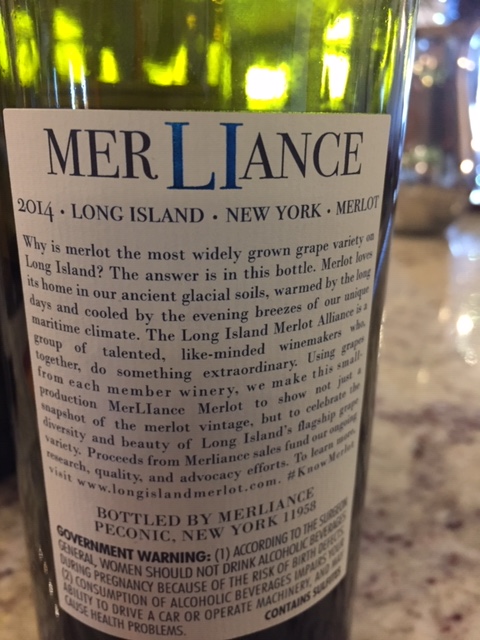 MERLIANCE
2014 · LONG ISLAND · NEW YORK · MERLOT
Why is merlot the most widely grown grape variety on
Long Island? The answer is in this bottle. Merlot loves
its home in our ancient glacial soils, warmed by the long
days and cooled by the evening breezes of our unique
maritime climate. The Long Island Merlot Alliance is a
group of talented, like-minded winemakers who,
together, do something extraordinary. Using grapes
from each member winery, we make this small-
production MerLIance Merlot to show not just a
snapshot of the merlot vintage, but to celebrate the
diversity and beauty of Long Island's flagship grape
variety. Proceeds from Merliance sales fund our ongoing
research, quality, and advocacy efforts. To learn more,
visit www.longislandmerlot.com. #KnowMerlot
BOTTLED BY MERLIANCE
PECONIC, NEW YORK 11958
GOVERNMENT WARNING: (1) ACCORDING TO THE SURGEON
GENERAL, WOMEN SHOULD NOT DRINK ALCOHOLIC BEVERAGES
DURING PREGNANCY BECAUSE OF THE RISK OF BIRTH DEFECTS.
(2) CONSUMPTION OF ALCOHOLIC BEVERAGES IMPAIRS YOUR
ABILITY TO DRIVE A CAR OR OPERATE MACHINERY, AND MAY
CAUSE HEALTH PROBLEMS. CONTAINS SULFITES